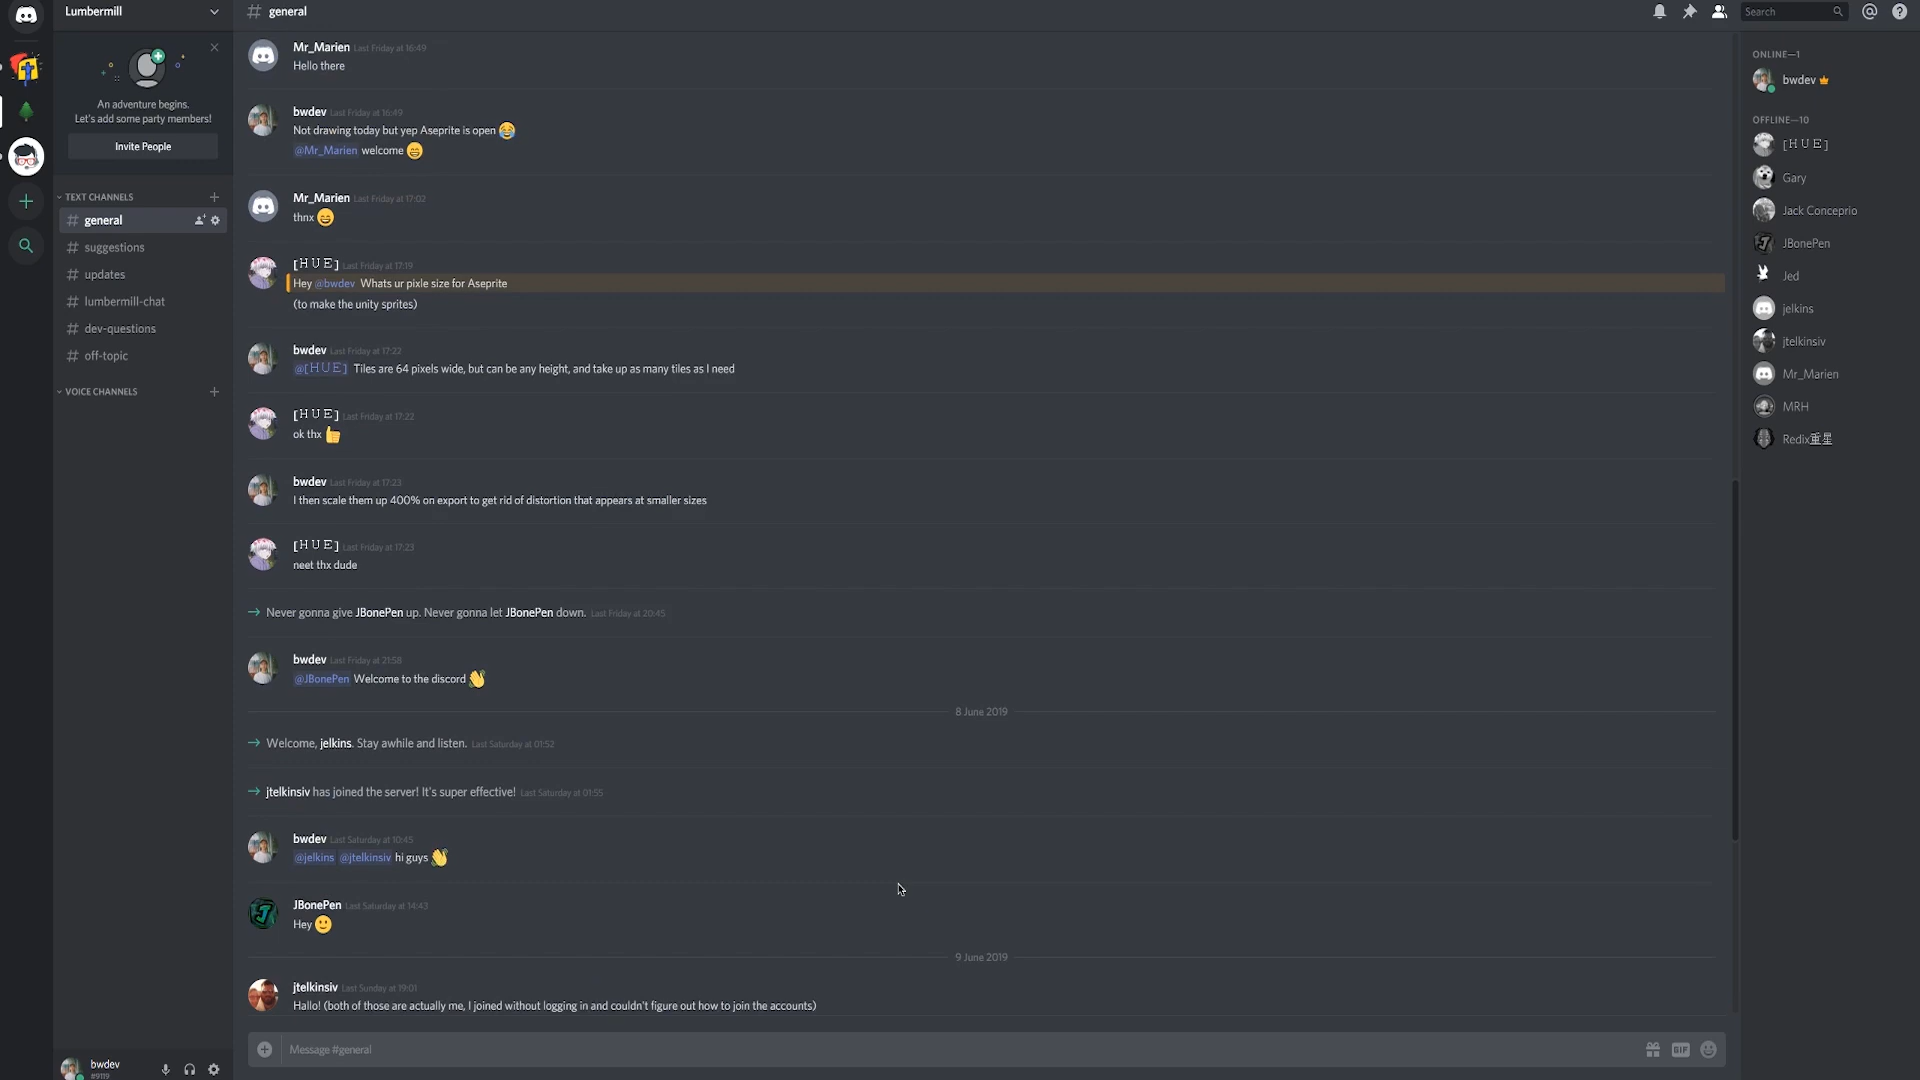 Lumbermill
An adventure begins.
Let's add some party members!
Invite People
TEXT CHANNELS
# general
# suggestions
# updates
# lumbermill-chat
# dev-questions
# off-topic
VOICE CHANNELS
bwdev
#9119
# general
Search
Mr_Marien Last Friday at 16:49
Hello there
bwdev Last Friday at 16:49
Not drawing today but yep Aseprite is open 😂
@Mr_Marien welcome 😄
Mr_Marien Last Friday at 17:02
thnx 😄
[ＨＵＥ] Last Friday at 17:19
Hey @bwdev Whats ur pixle size for Aseprite
(to make the unity sprites)
bwdev Last Friday at 17:22
@[ＨＵＥ] Tiles are 64 pixels wide, but can be any height, and take up as many tiles as I need
[ＨＵＥ] Last Friday at 17:22
ok thx 👍
bwdev Last Friday at 17:23
I then scale them up 400% on export to get rid of distortion that appears at smaller sizes
[ＨＵＥ] Last Friday at 17:23
neet thx dude
Never gonna give JBonePen up. Never gonna let JBonePen down. Last Friday at 20:45
bwdev Last Friday at 21:58
@JBonePen Welcome to the discord 👋
8 June 2019
Welcome, jelkins. Stay awhile and listen. Last Saturday at 01:52
jtelkinsiv has joined the server! It's super effective! Last Saturday at 01:55
bwdev Last Saturday at 10:45
@jelkins @jtelkinsiv hi guys 👋
JBonePen Last Saturday at 14:43
Hey 🙂
9 June 2019
jtelkinsiv Last Sunday at 19:01
Hallo! (both of those are actually me, I joined without logging in and couldn't figure out how to join the accounts)
Message #general
GIF
ONLINE—1
bwdev
OFFLINE—10
[ＨＵＥ]
Gary
Jack Conceprio
JBonePen
Jed
jelkins
jtelkinsiv
Mr_Marien
MRH
Redix重星